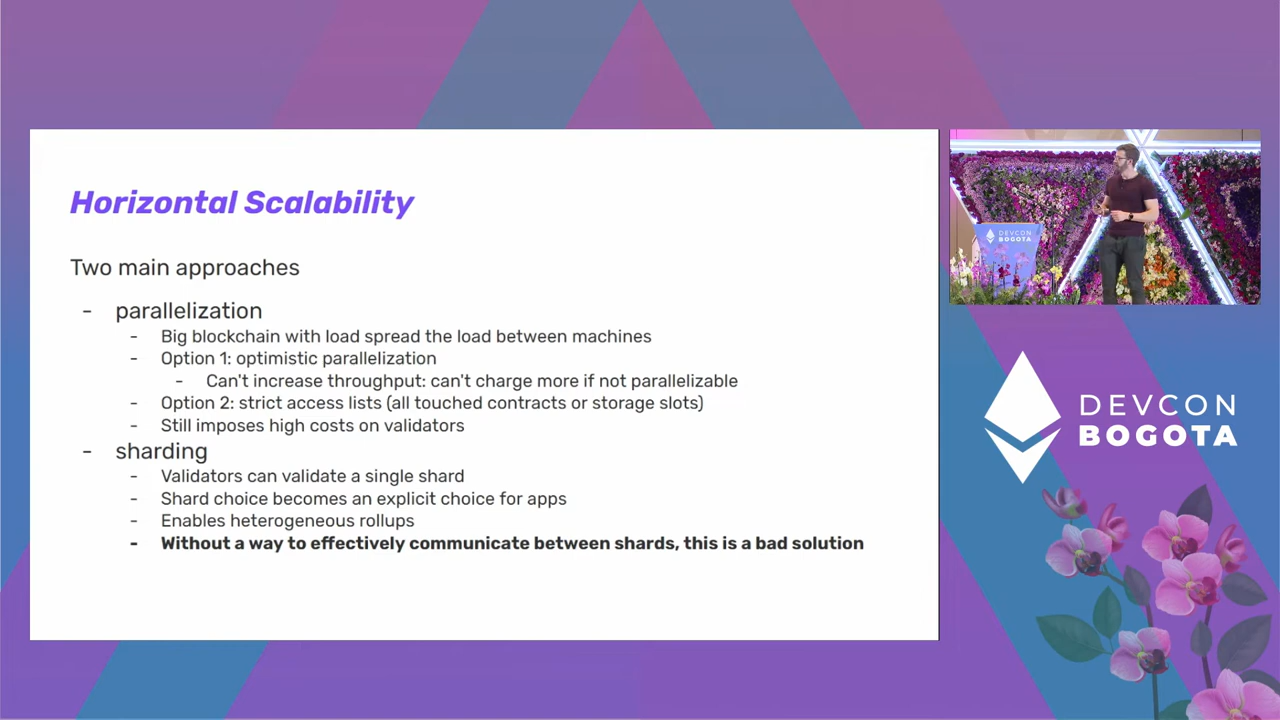 Horizontal Scalability
Two main approaches
- parallelization
- Big blockchain with load spread the load between machines
- Option 1: optimistic parallelization
- Can't increase throughput: can't charge more if not parallelizable
- Option 2: strict access lists (all touched contracts or storage slots)
- Still imposes high costs on validators
- sharding
- Validators can validate a single shard
- Shard choice becomes an explicit choice for apps
- Enables heterogeneous rollups
- Without a way to effectively communicate between shards, this is a bad solution
DEVCON
BOGOTA
DEVCON
BOGOTA